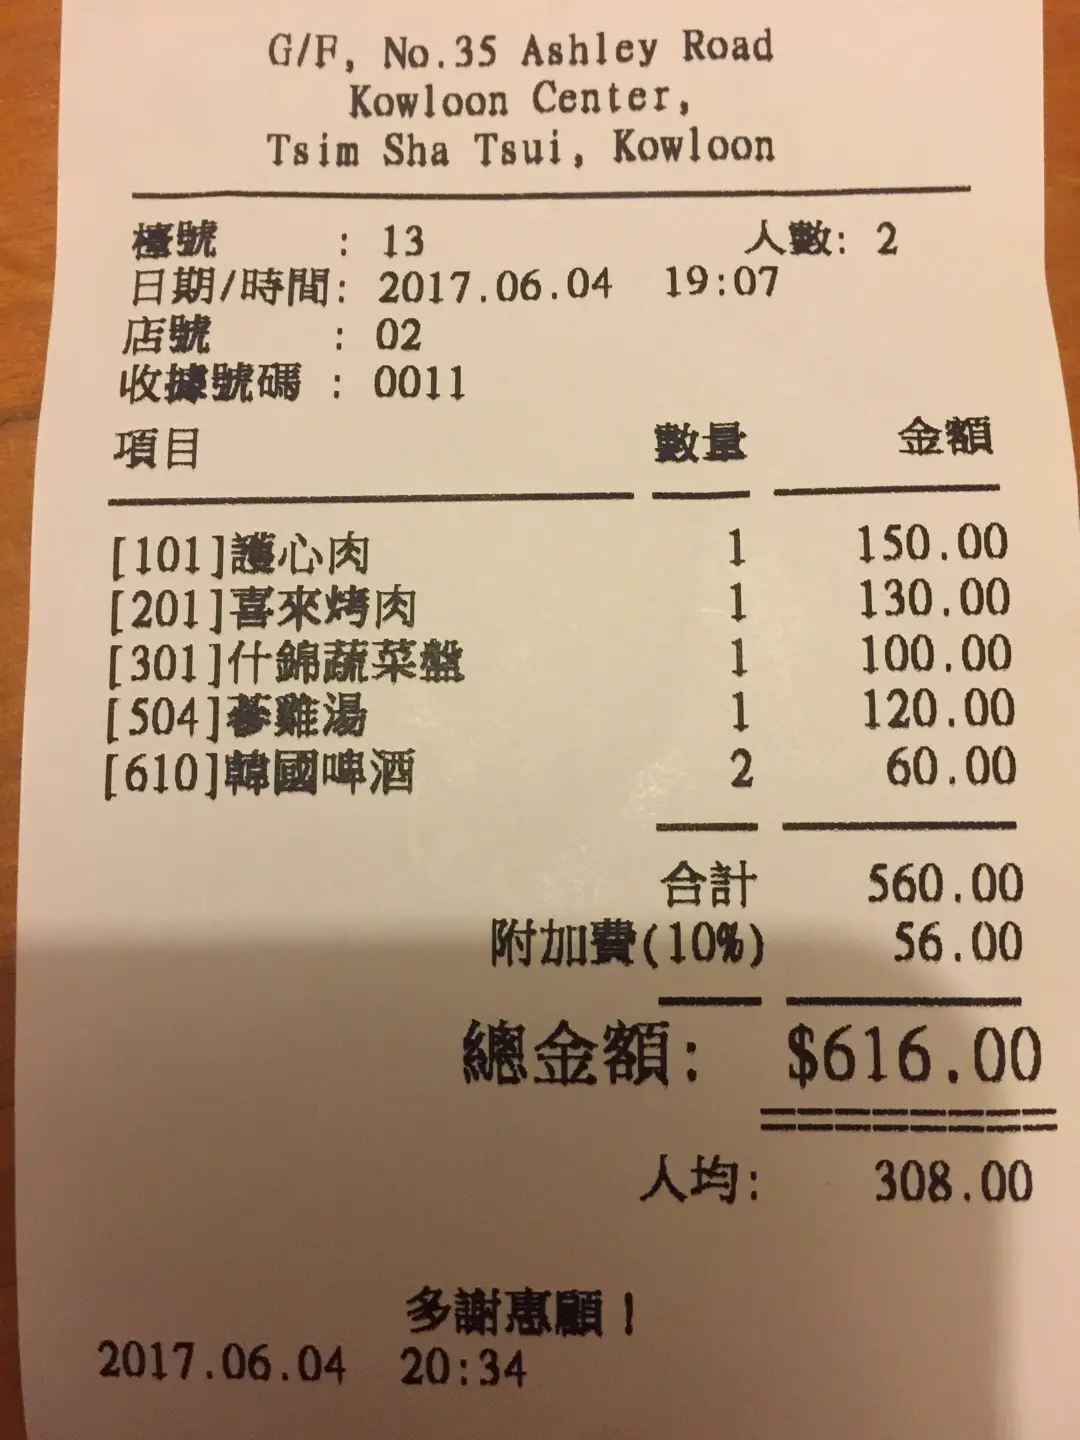 G/F, No.35 Ashley Road
Kowloon Center,
Tsim Sha Tsui, Kowloon
檯號 : 13 人數: 2
日期/時間: 2017.06.04 19:07
店號 : 02
收據號碼 : 0011
項目 數量 金額
[101]護心肉 1 150.00
[201]喜來烤肉 1 130.00
[301]什錦蔬菜盤 1 100.00
[504]蔘雞湯 1 120.00
[610]韓國啤酒 2 60.00
合計 560.00
附加費(10%) 56.00
總金額: $616.00
人均: 308.00
多謝惠顧！
2017.06.04 20:34